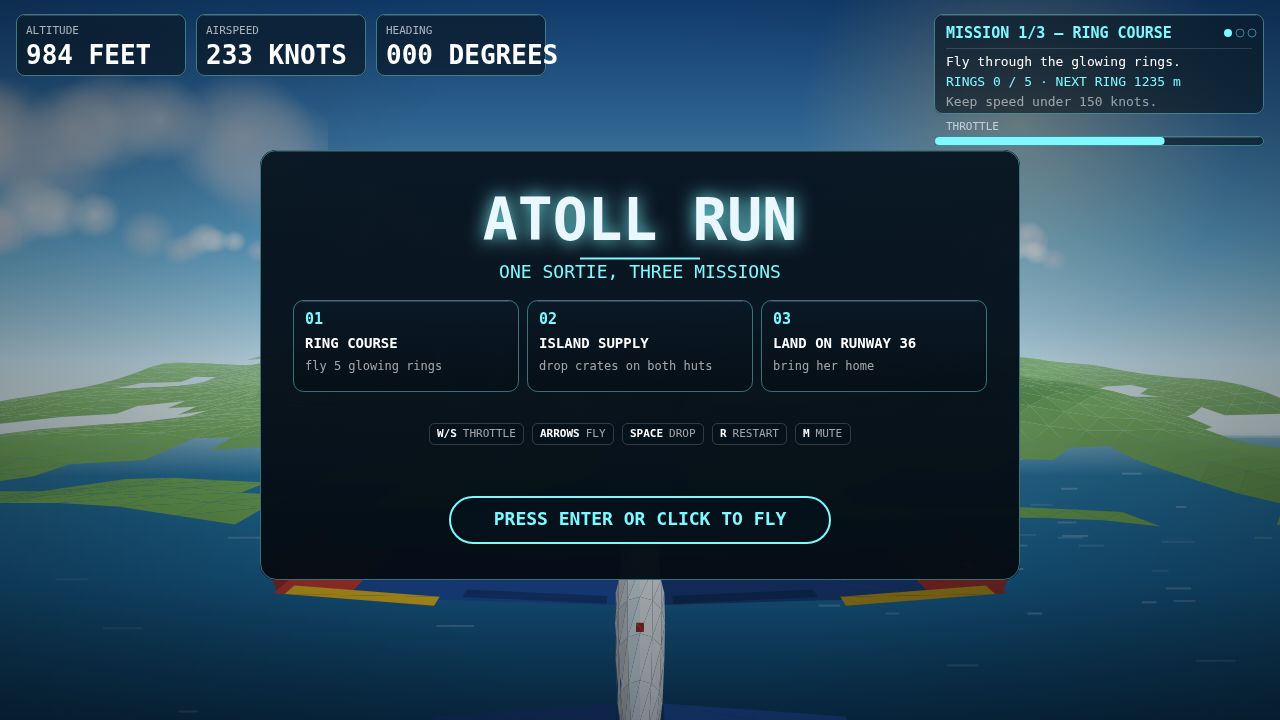 ALTITUDE
984 FEET
AIRSPEED
233 KNOTS
HEADING
000 DEGREES
MISSION 1/3 — RING COURSE
Fly through the glowing rings.
RINGS 0 / 5 · NEXT RING 1235 m
Keep speed under 150 knots.
THROTTLE
ATOLL RUN
ONE SORTIE, THREE MISSIONS
01
RING COURSE
fly 5 glowing rings
02
ISLAND SUPPLY
drop crates on both huts
03
LAND ON RUNWAY 36
bring her home
W/S THROTTLE ARROWS FLY SPACE DROP R RESTART M MUTE
PRESS ENTER OR CLICK TO FLY